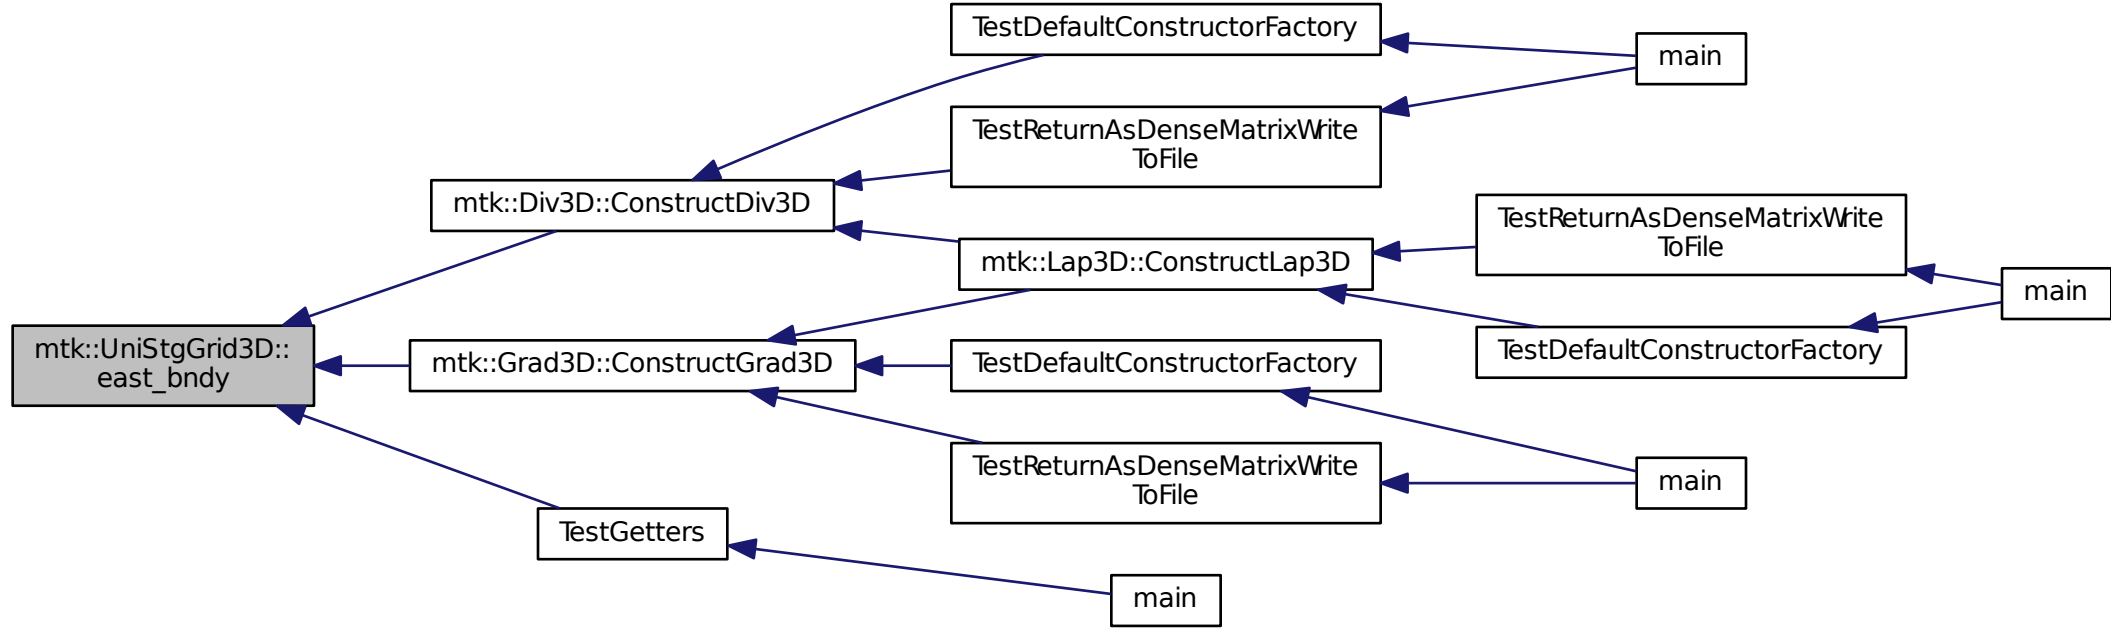 TestDefaultConstructorFactory
main
TestReturnAsDenseMatrixWrite
ToFile
mtk::Div3D::ConstructDiv3D
TestReturnAsDenseMatrixWrite
ToFile
mtk::Lap3D::ConstructLap3D
main
mtk::UniStgGrid3D::
east_bndy
mtk::Grad3D::ConstructGrad3D
TestDefaultConstructorFactory
TestDefaultConstructorFactory
TestReturnAsDenseMatrixWrite
ToFile
main
TestGetters
main